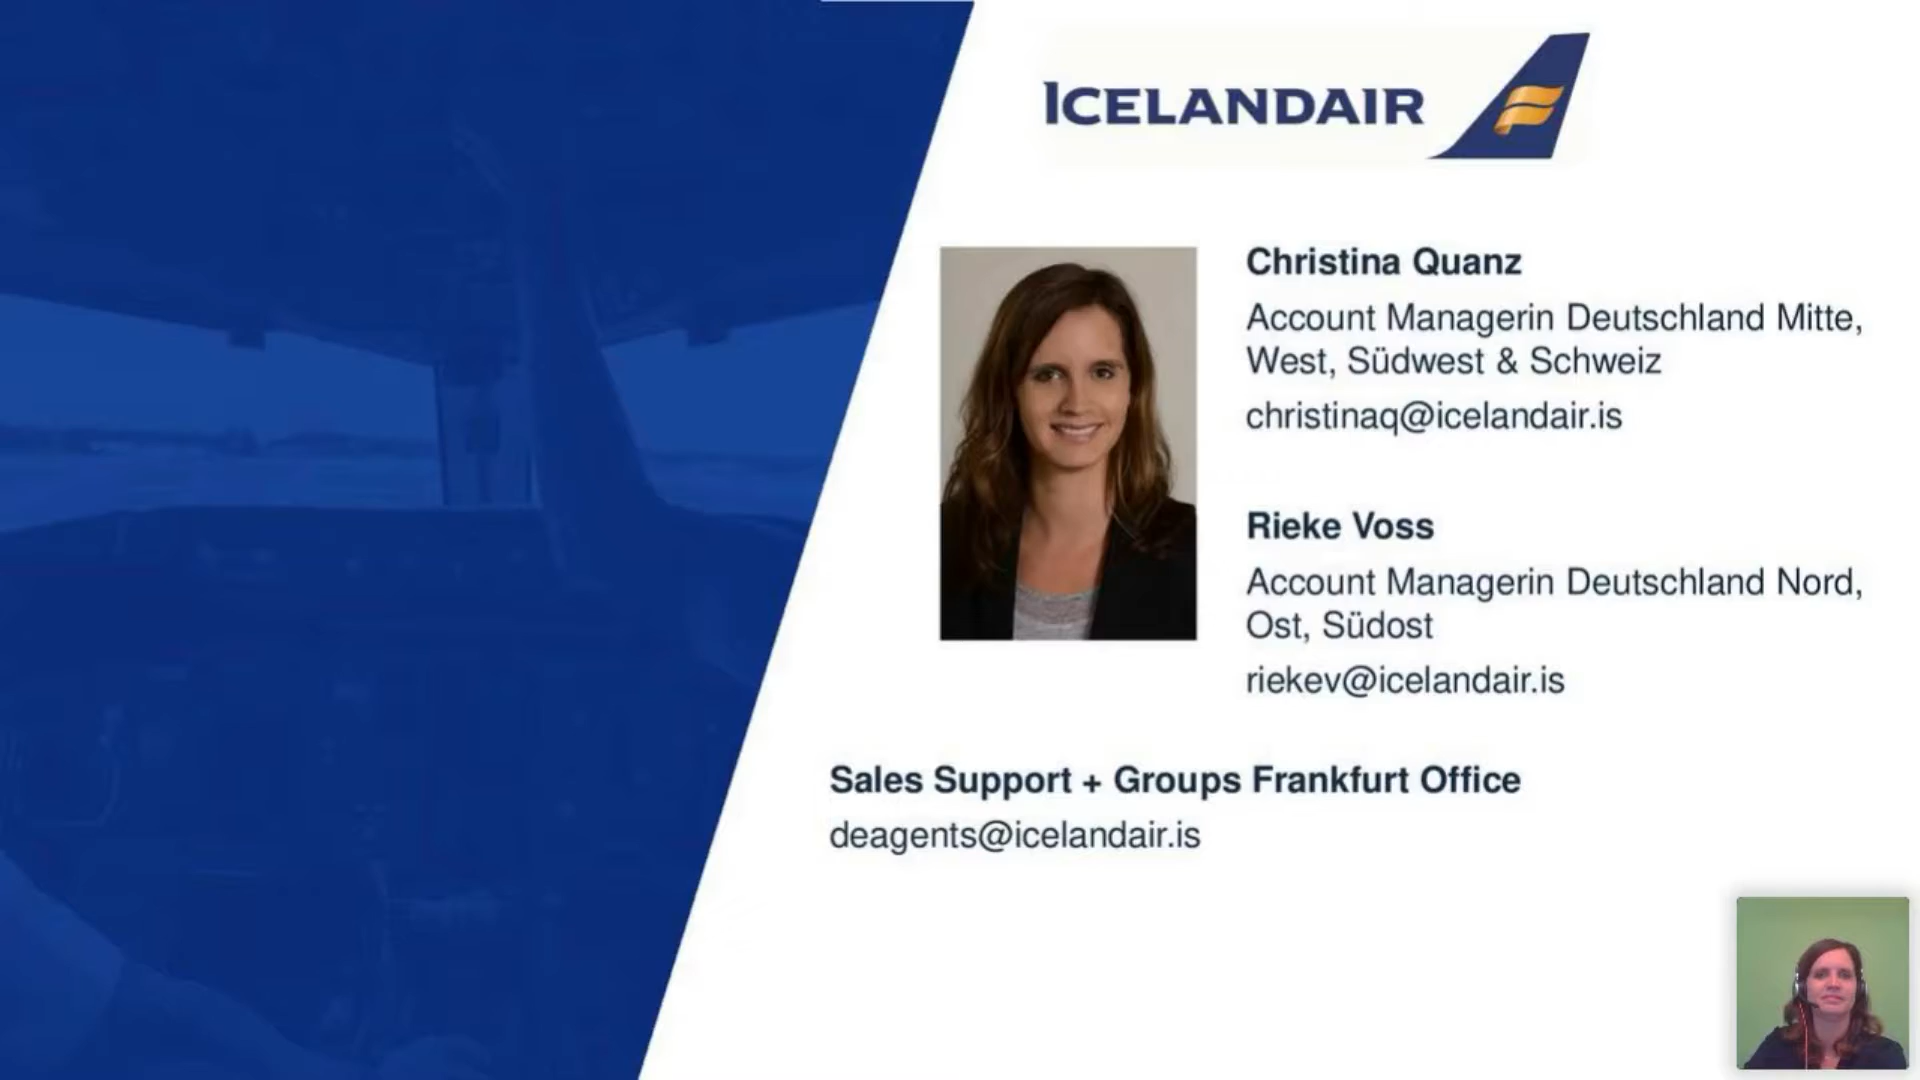 ICELANDAIR
Christina Quanz
Account Managerin Deutschland Mitte,
West, Südwest & Schweiz
christinaq@icelandair.is
Rieke Voss
Account Managerin Deutschland Nord,
Ost, Südost
riekev@icelandair.is
Sales Support + Groups Frankfurt Office
deagents@icelandair.is